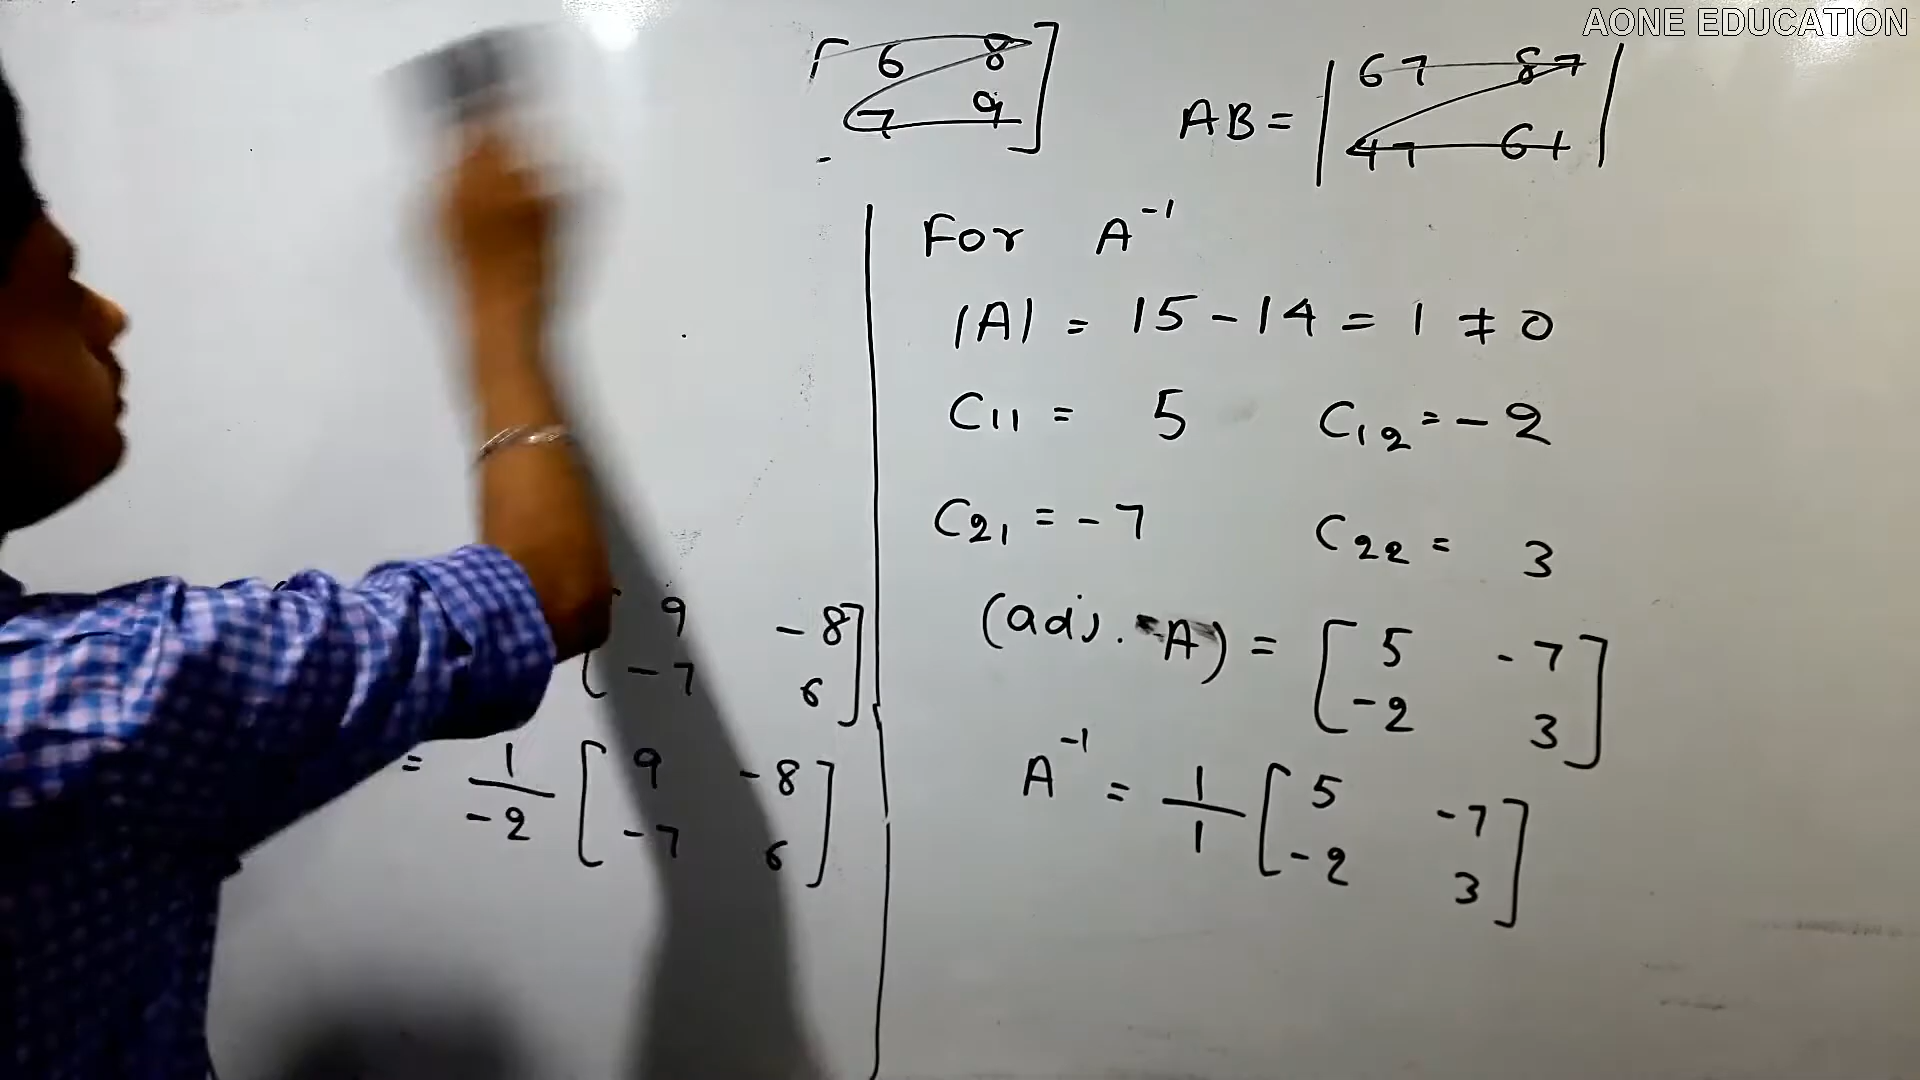 AONE EDUCATION
[ 6 8
7 9 ]
AB = | 67 87
47 61 |
For A⁻¹
|A| = 15 - 14 = 1 ≠ 0
C11 = 5 C12 = - 2
C21 = - 7 C22 = 3
(adj. A) = [ 5 - 7
- 2 3 ]
A⁻¹ = 1/1 [ 5 - 7
- 2 3 ]
[ 9 - 8
- 7 6 ]
= 1/-2 [ 9 - 8
- 7 6 ]